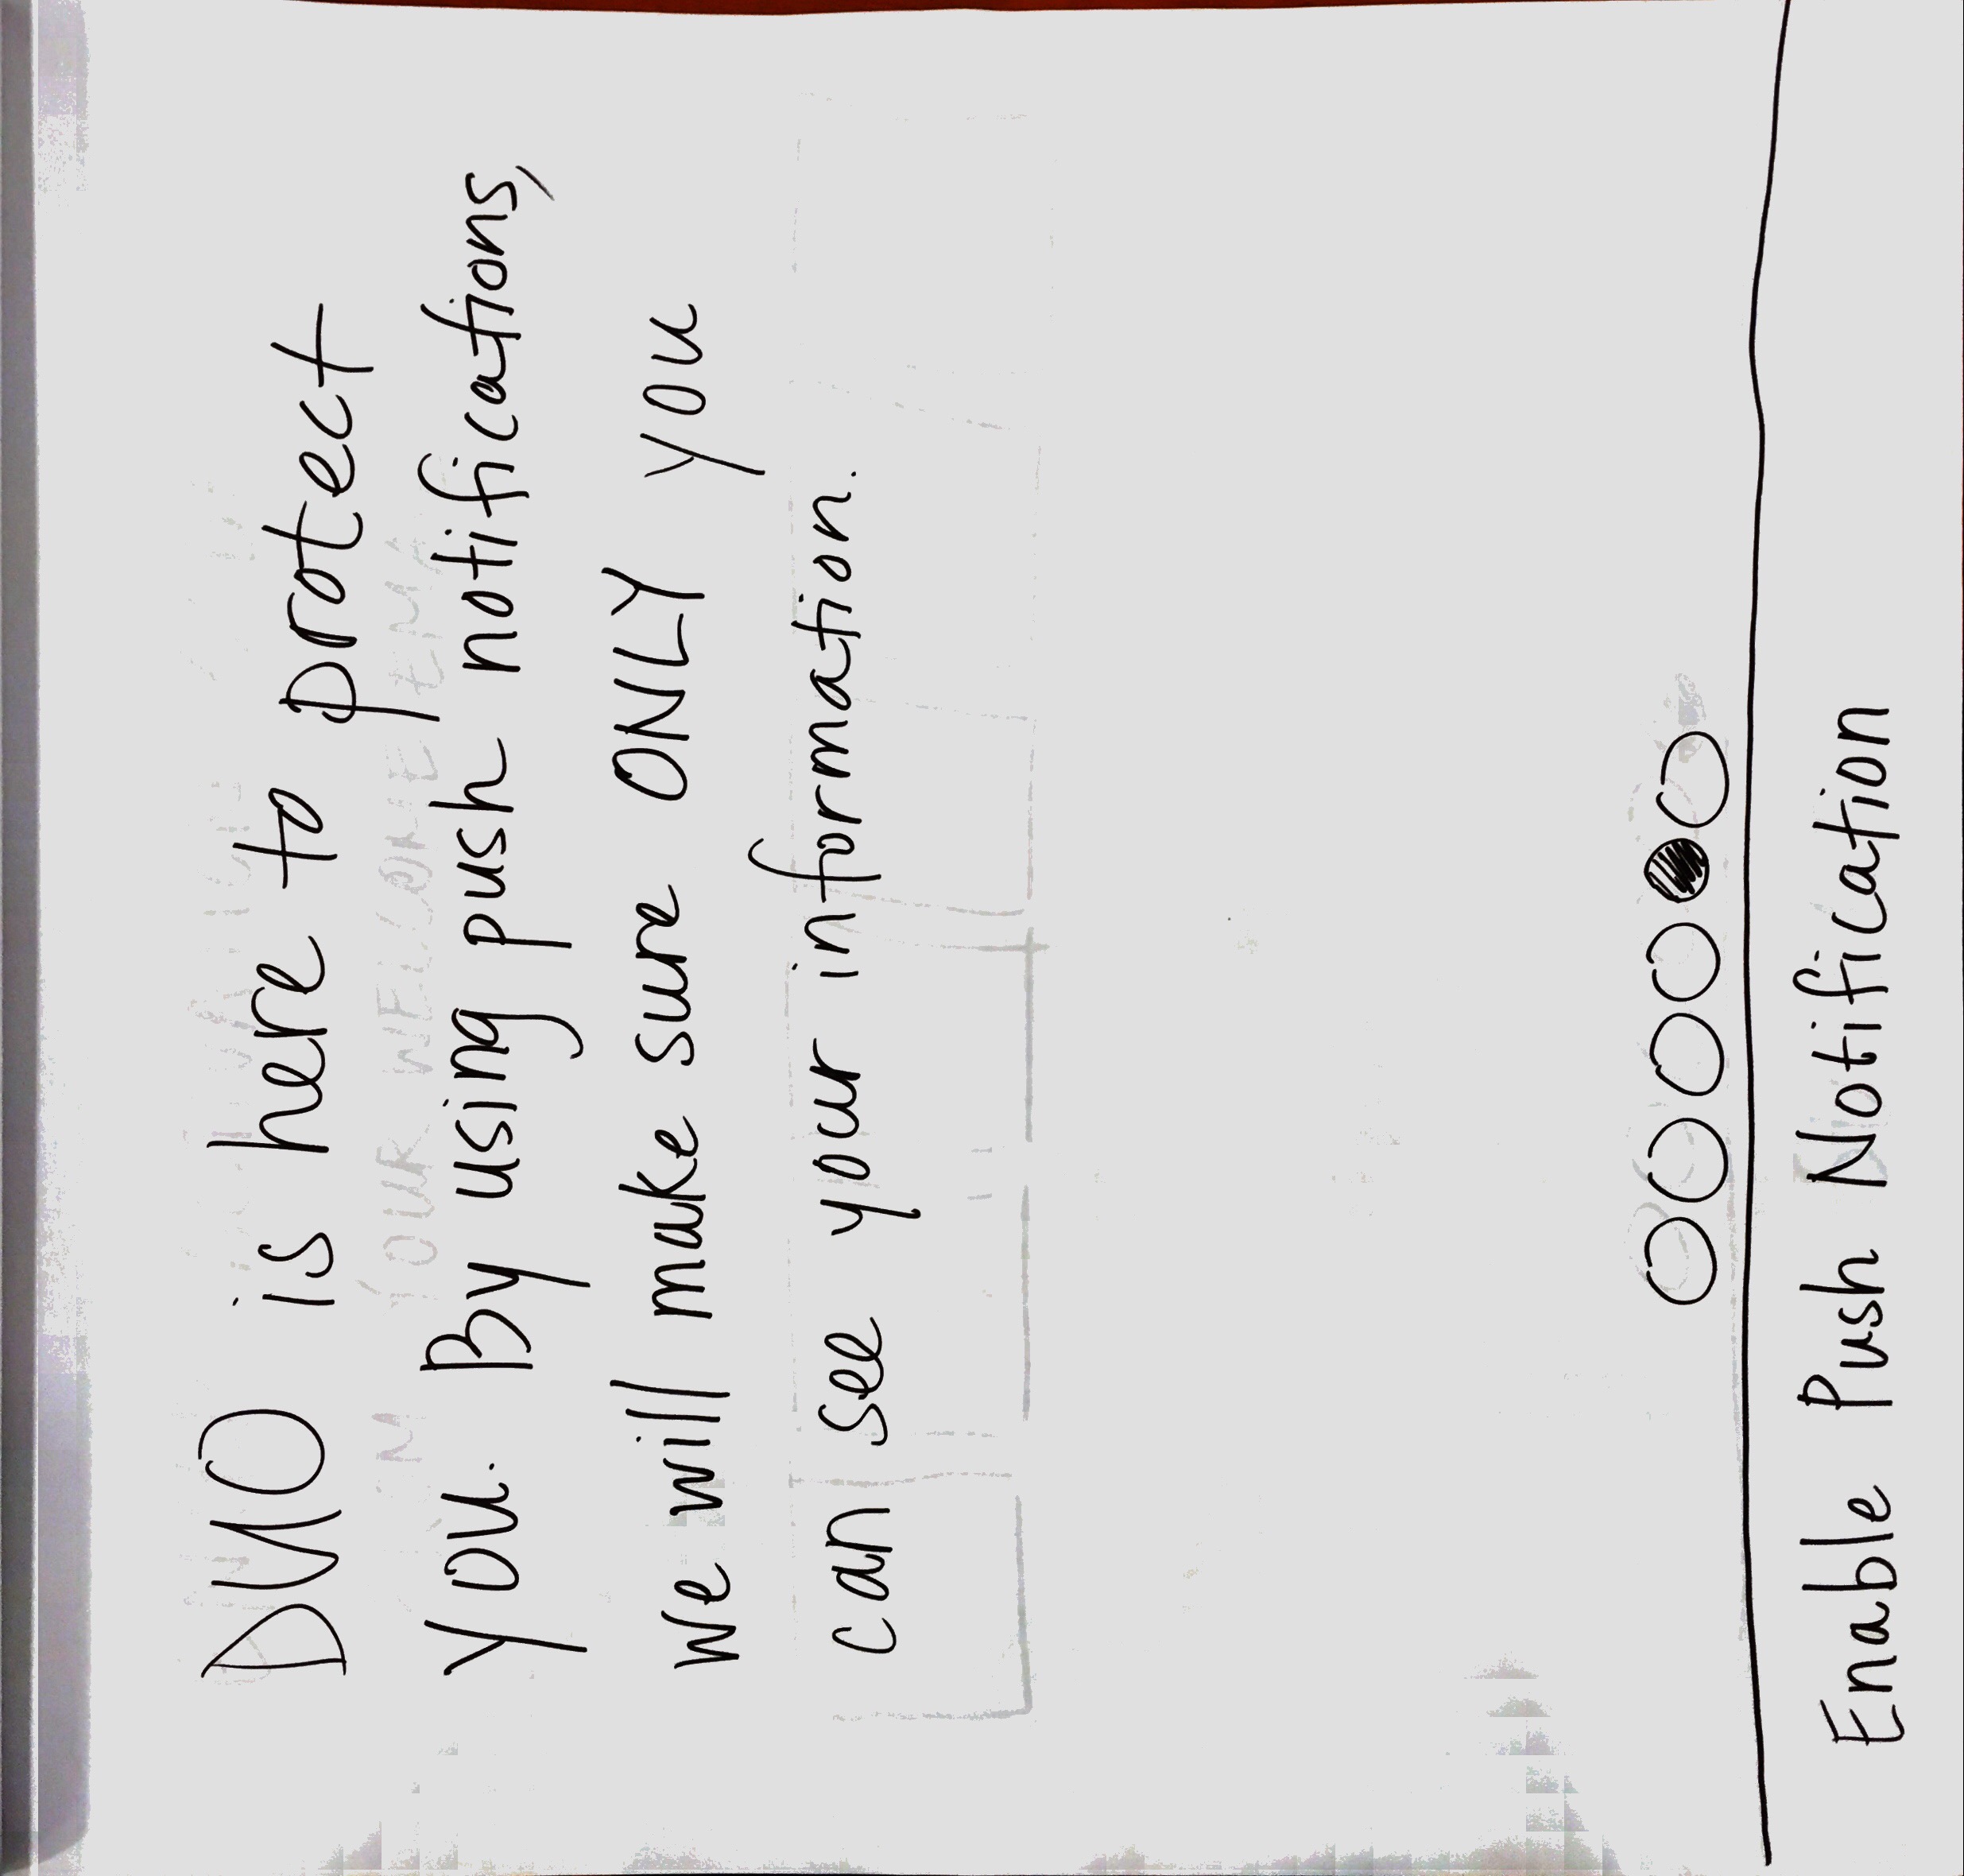 DUO is here to protect
you. By using push notifications,
we will make sure ONLY you
can see your information.
Enable Push Notification